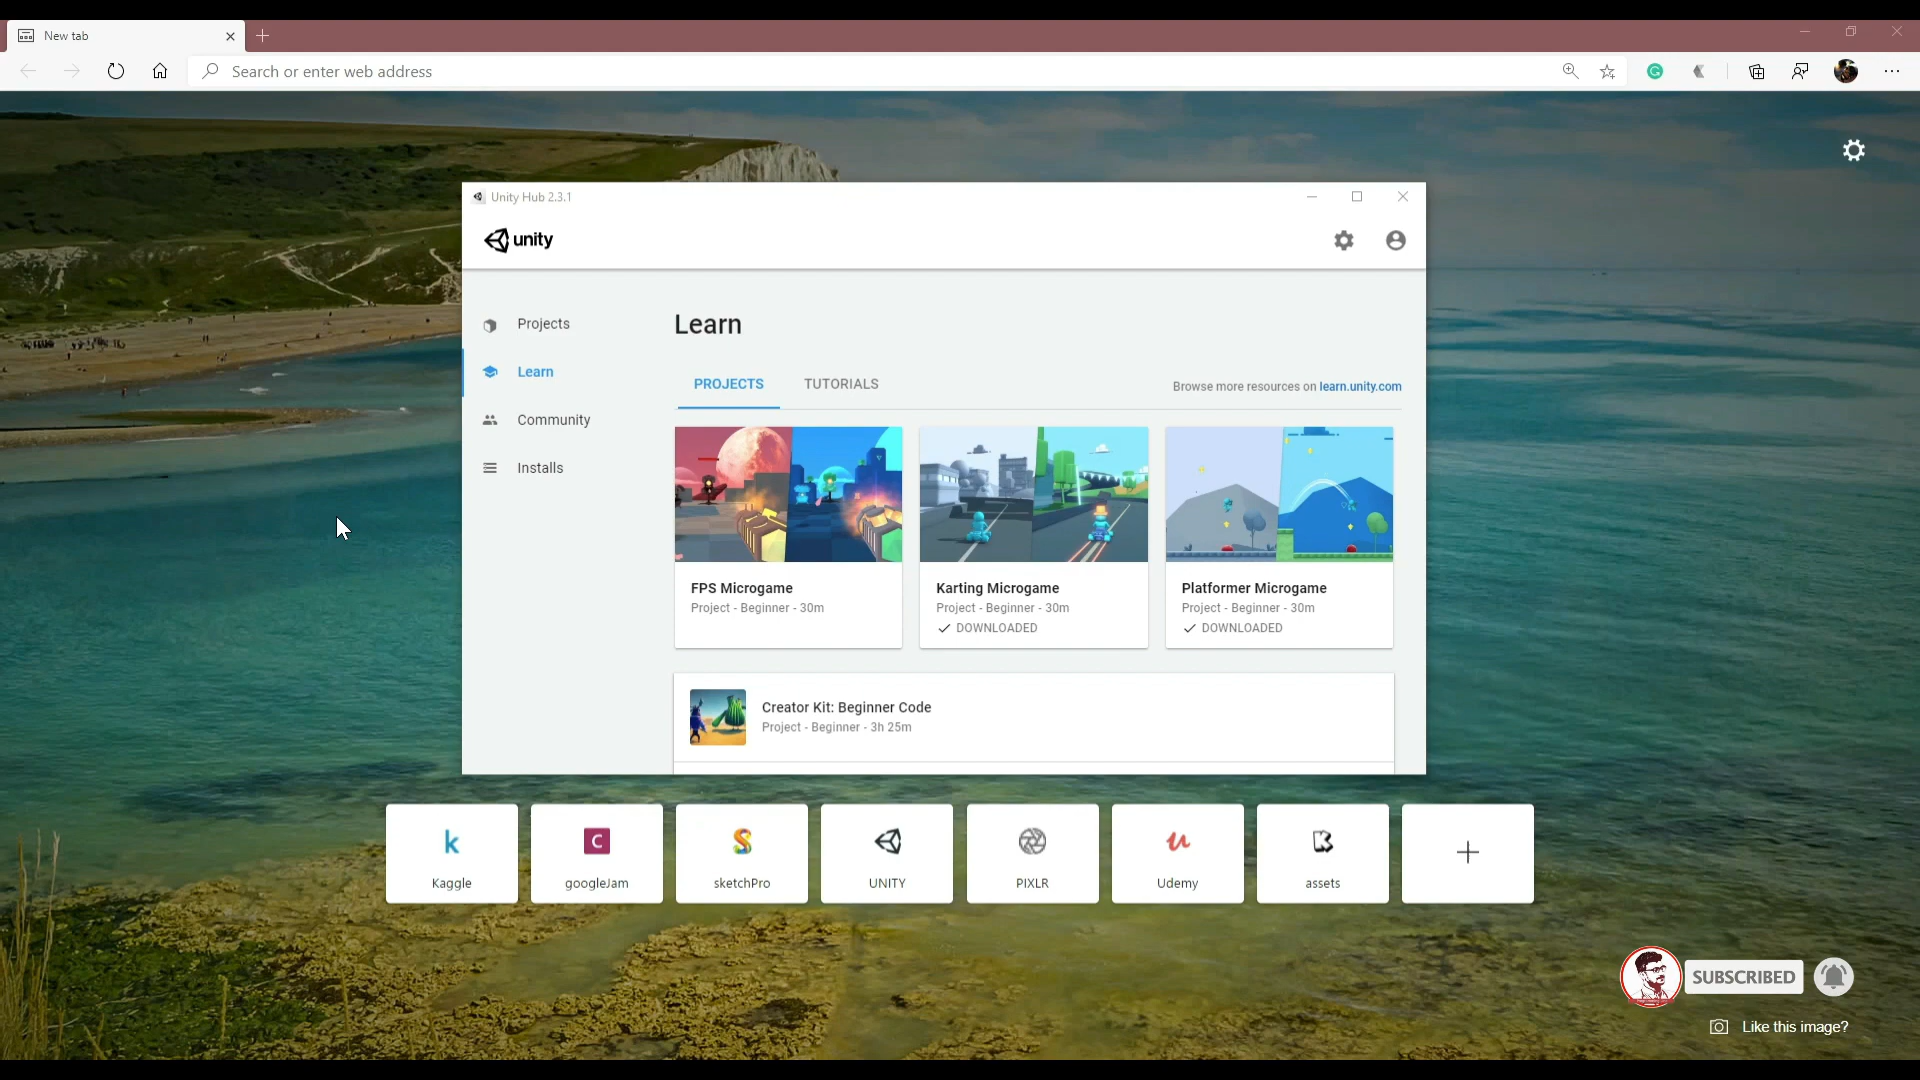 New tab
Search or enter web address
Unity Hub 2.3.1
unity
Projects
Learn
Community
Installs
Learn
PROJECTS
TUTORIALS
Browse more resources on learn.unity.com
FPS Microgame
Project - Beginner - 30m
Karting Microgame
Project - Beginner - 30m
DOWNLOADED
Platformer Microgame
Project - Beginner - 30m
DOWNLOADED
Creator Kit: Beginner Code
Project - Beginner - 3h 25m
k
Kaggle
C
googleJam
S
sketchPro
UNITY
PIXLR
u
Udemy
K
assets
SUBSCRIBED
Like this image?